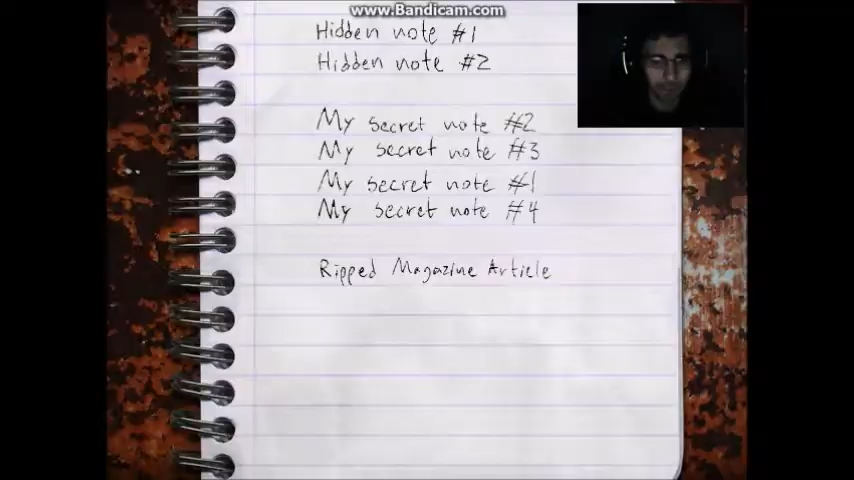 www.Bandicam.com
Hidden note #1
Hidden note #2
My secret note #2
My secret note #3
My secret note #1
My secret note #4
Ripped Magazine Article